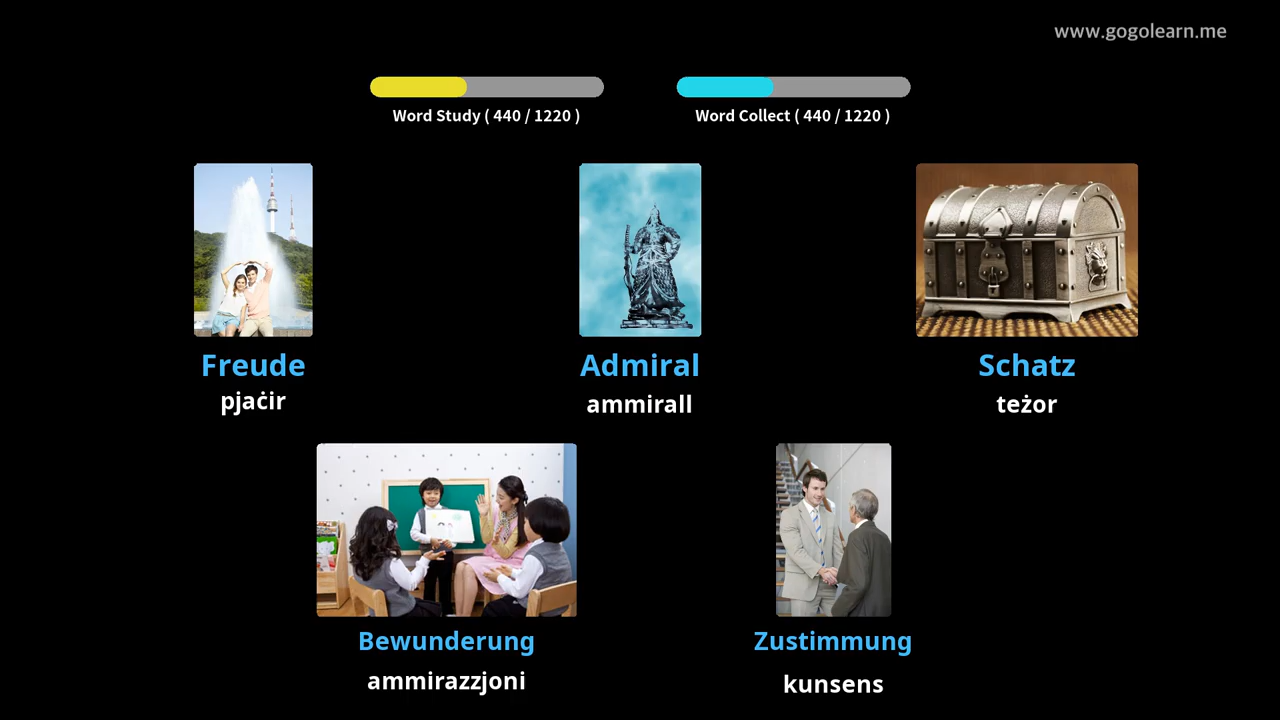 www.gogolearn.me
Word Study ( 440 / 1220 )
Word Collect ( 440 / 1220 )
Freude
pjaċir
Admiral
ammirall
Schatz
teżor
Bewunderung
ammirazzjoni
Zustimmung
kunsens